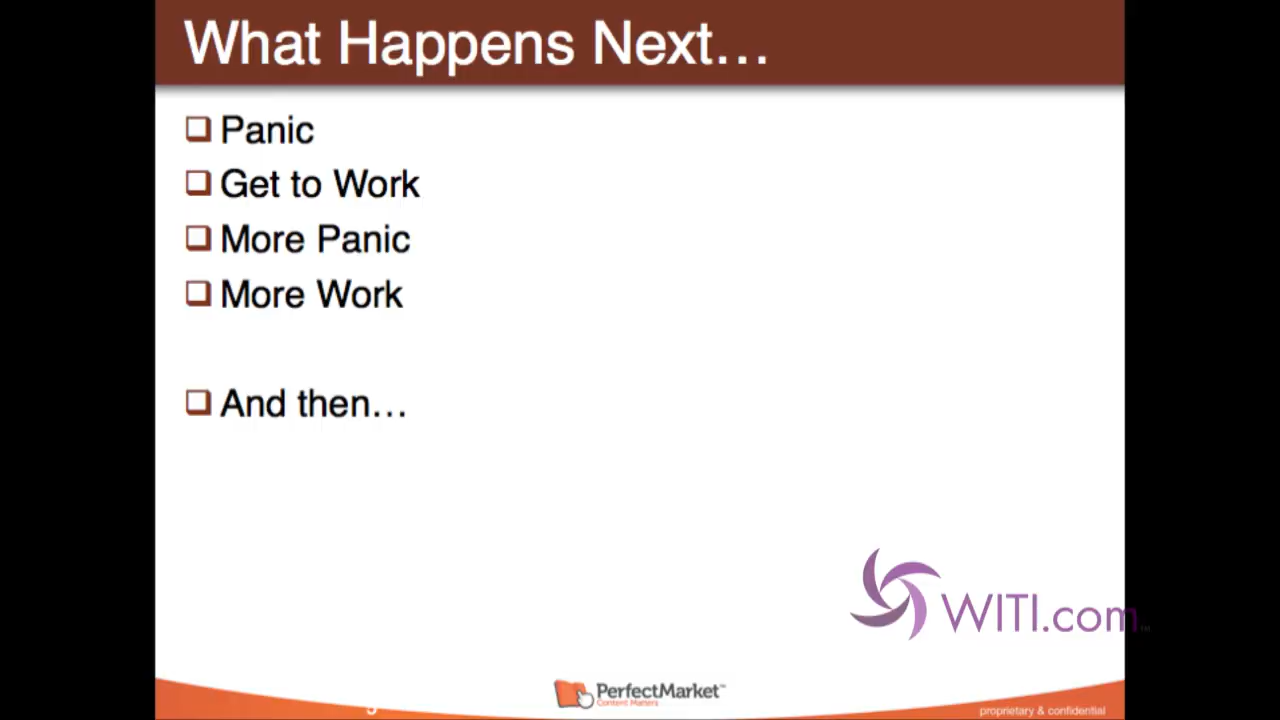 What Happens Next…
Panic
Get to Work
More Panic
More Work
And then…
WITI.com
PerfectMarket™
Content Matters
proprietary & confidential